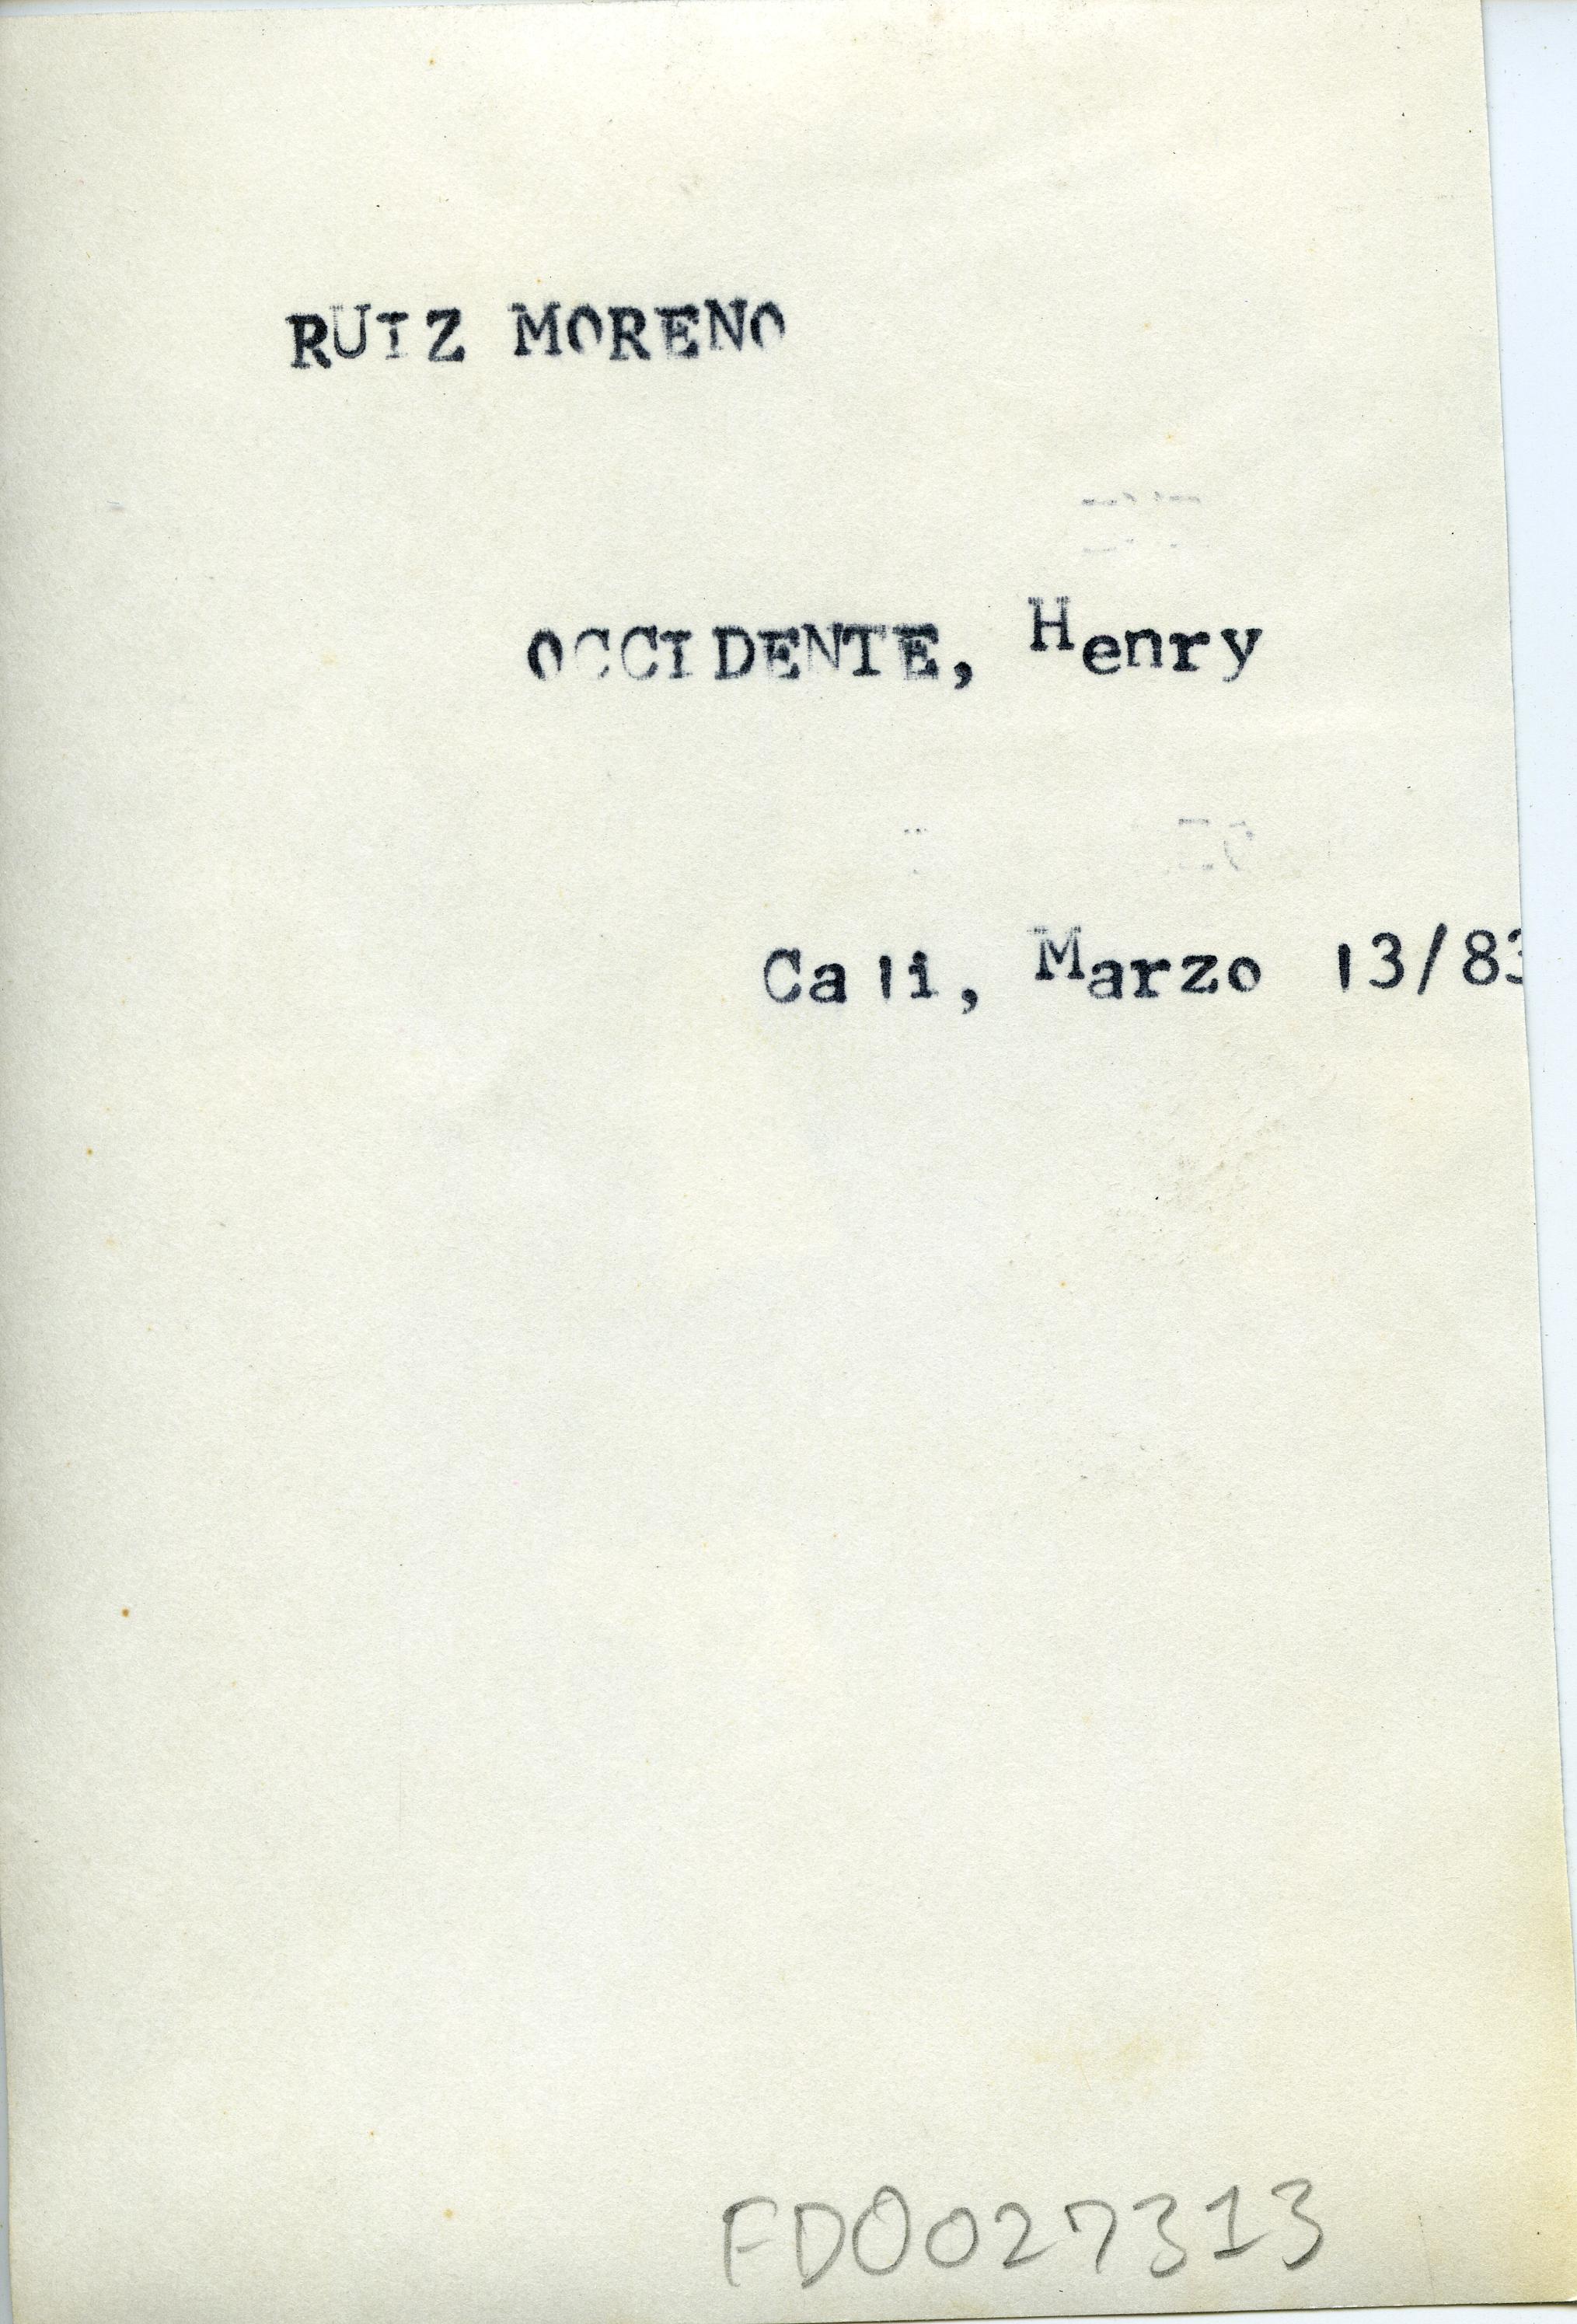 RUIZ MORENO
OCCIDENTE, Henry
Cali, Marzo 13/83
FD0027313